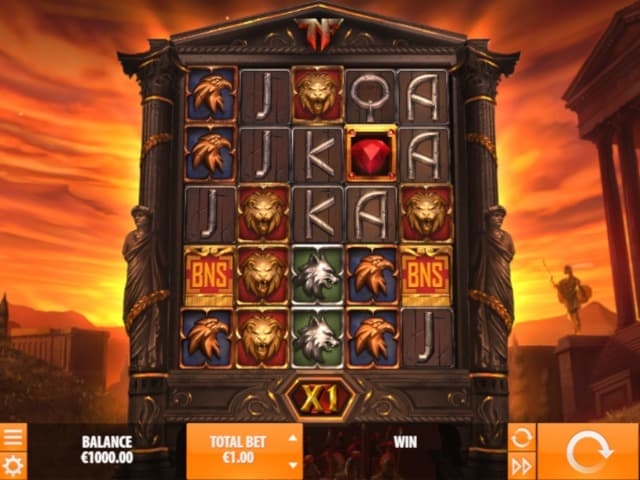 J A
J K A
J K A
BNS BNS
J
X1
BALANCE TOTAL BET WIN
€1000.00 €1.00